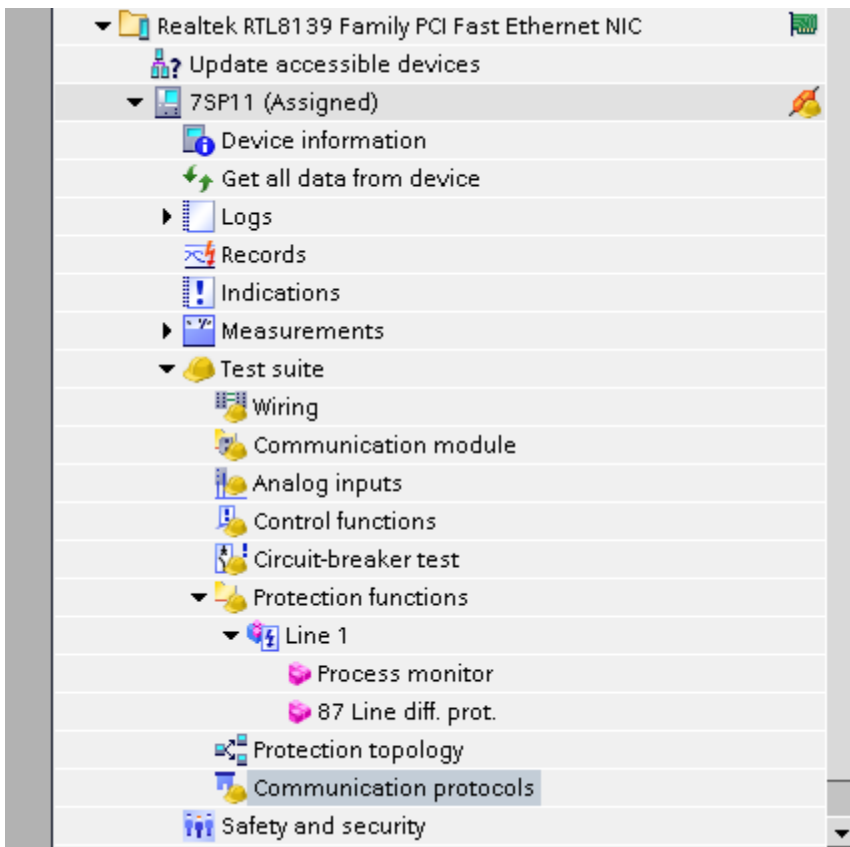 Realtek RTL8139 Family PCI Fast Ethernet NIC
Update accessible devices
7SP11 (Assigned)
Device information
Get all data from device
Logs
Records
Indications
Measurements
Test suite
Wiring
Communication module
Analog inputs
Control functions
Circuit-breaker test
Protection functions
Line 1
Process monitor
87 Line diff. prot.
Protection topology
Communication protocols
Safety and security